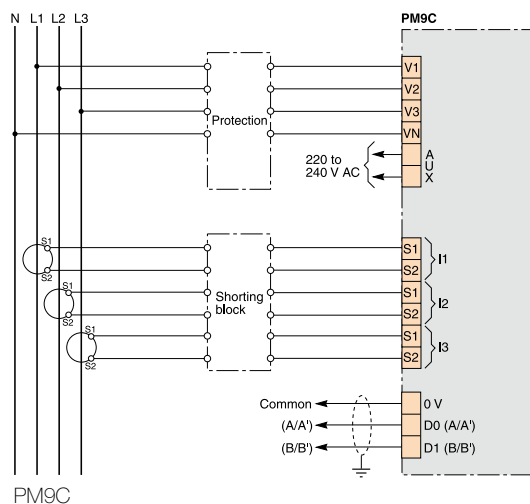 N L1 L2 L3 PM9C
V1
V2
Protection V3
VN
220 to
240 V AC
A
U
X
S1 S1
S2 S2 I1
S1 Shorting S1
S2 block S2 I2
S1 S1
S2 S2 I3
Common 0 V
(A/A') D0 (A/A')
(B/B') D1 (B/B')
PM9C